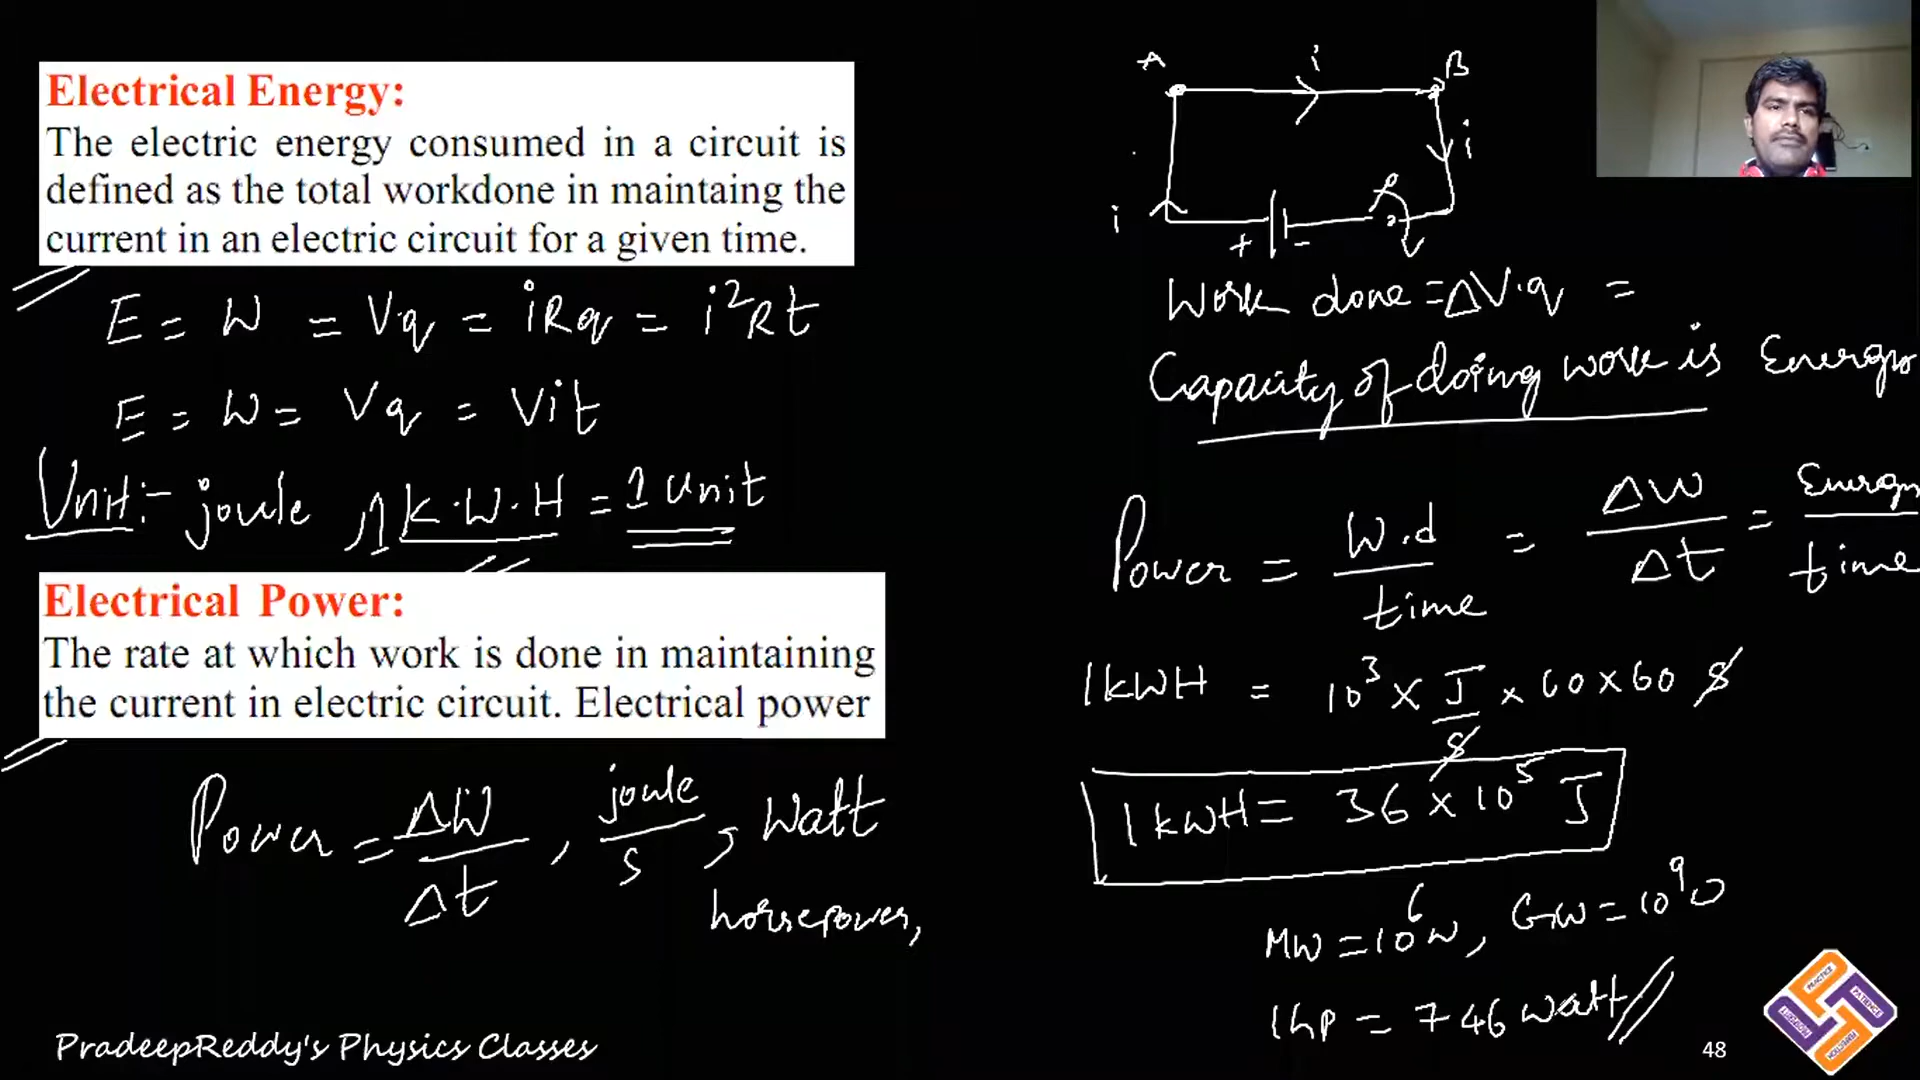 Electrical Energy:
The electric energy consumed in a circuit is
defined as the total workdone in maintaing the
current in an electric circuit for a given time.
E = W = V.q = iRq = i²Rt
E = W = Vq = Vit
Unit:- joule, 1 K.W.H = 1 Unit
Electrical Power:
The rate at which work is done in maintaining
the current in electric circuit. Electrical power
Power = ΔW/Δt, joule/s, Watt
horsepower,
A i B
i
i
+ -
Work done = ΔV.q =
Capacity of doing work is Energy
Power = W.d/time = ΔW/Δt = Energy/time
1kWH = 10³ × J/s × 60 × 60 s
1kWH = 36 × 10⁵ J
MW = 10⁶ W, GW = 10⁹
1hp = 746 watt
PradeepReddy's Physics Classes
48
PRACTICE
PATIENCE